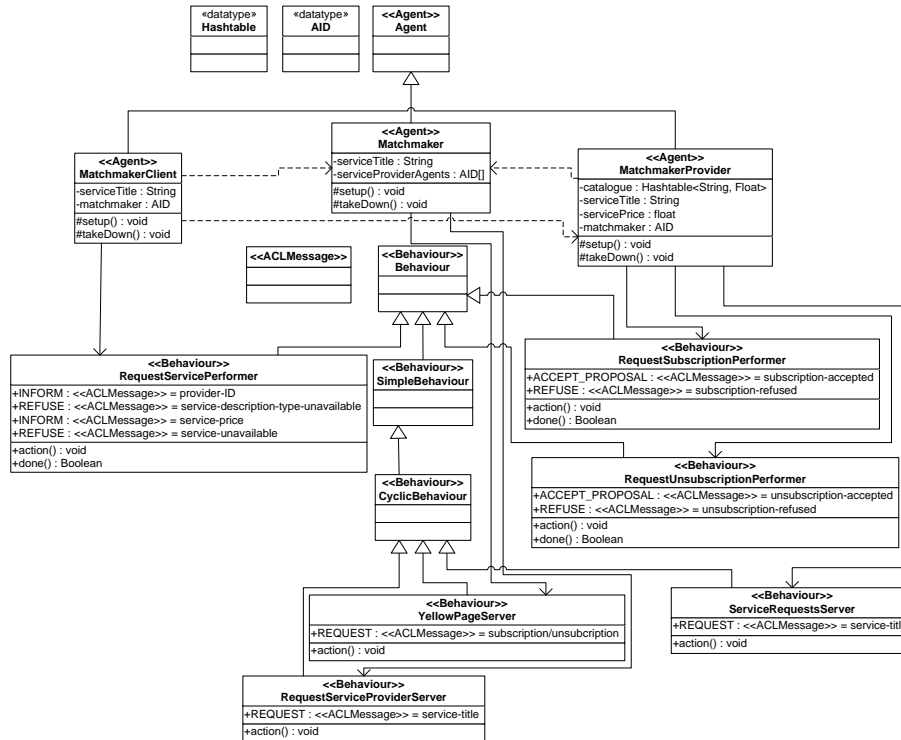 «datatype»
Hashtable
«datatype»
AID
<<Agent>>
Agent
<<Agent>>
MatchmakerClient
-serviceTitle : String
-matchmaker : AID
#setup() : void
#takeDown() : void
<<Agent>>
Matchmaker
-serviceTitle : String
-serviceProviderAgents : AID[]
#setup() : void
#takeDown() : void
<<Agent>>
MatchmakerProvider
-catalogue : Hashtable<String, Float>
-serviceTitle : String
-servicePrice : float
-matchmaker : AID
#setup() : void
#takeDown() : void
<<ACLMessage>>
<<Behaviour>>
Behaviour
<<Behaviour>>
RequestServicePerformer
+INFORM : <<ACLMessage>> = provider-ID
+REFUSE : <<ACLMessage>> = service-description-type-unavailable
+INFORM : <<ACLMessage>> = service-price
+REFUSE : <<ACLMessage>> = service-unavailable
+action() : void
+done() : Boolean
<<Behaviour>>
SimpleBehaviour
<<Behaviour>>
RequestSubscriptionPerformer
+ACCEPT_PROPOSAL : <<ACLMessage>> = subscription-accepted
+REFUSE : <<ACLMessage>> = subscription-refused
+action() : void
+done() : Boolean
<<Behaviour>>
CyclicBehaviour
<<Behaviour>>
RequestUnsubscriptionPerformer
+ACCEPT_PROPOSAL : <<ACLMessage>> = unsubscription-accepted
+REFUSE : <<ACLMessage>> = unsubscription-refused
+action() : void
+done() : Boolean
<<Behaviour>>
YellowPageServer
+REQUEST : <<ACLMessage>> = subscription/unsubcription
+action() : void
<<Behaviour>>
ServiceRequestsServer
+REQUEST : <<ACLMessage>> = service-titl
+action() : void
<<Behaviour>>
RequestServiceProviderServer
+REQUEST : <<ACLMessage>> = service-title
+action() : void